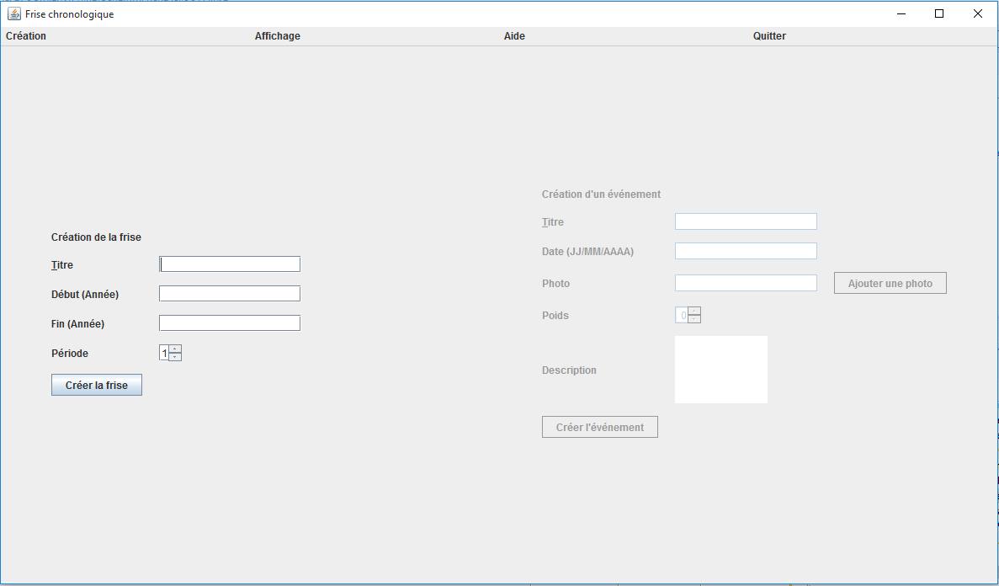 Frise chronologique
Création Affichage Aide Quitter
Création de la frise
Titre
Début (Année)
Fin (Année)
Période 1
Créer la frise
Création d'un événement
Titre
Date (JJ/MM/AAAA)
Photo Ajouter une photo
Poids 0
Description
Créer l'événement